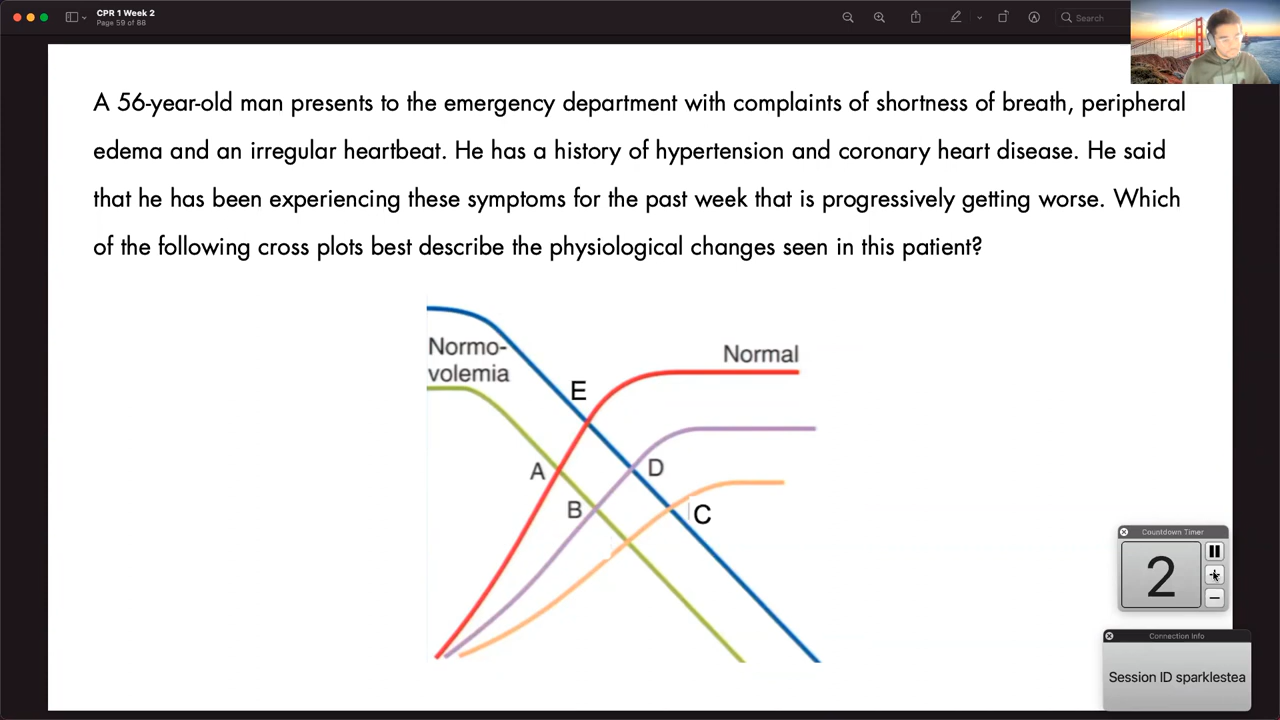 CPR 1 Week 2
Page 59 of 88
Search
A 56-year-old man presents to the emergency department with complaints of shortness of breath, peripheral
edema and an irregular heartbeat. He has a history of hypertension and coronary heart disease. He said
that he has been experiencing these symptoms for the past week that is progressively getting worse. Which
of the following cross plots best describe the physiological changes seen in this patient?
Normo-
volemia
Normal
E
A
D
B
C
Countdown Timer
2
Connection Info
Session ID sparklestea